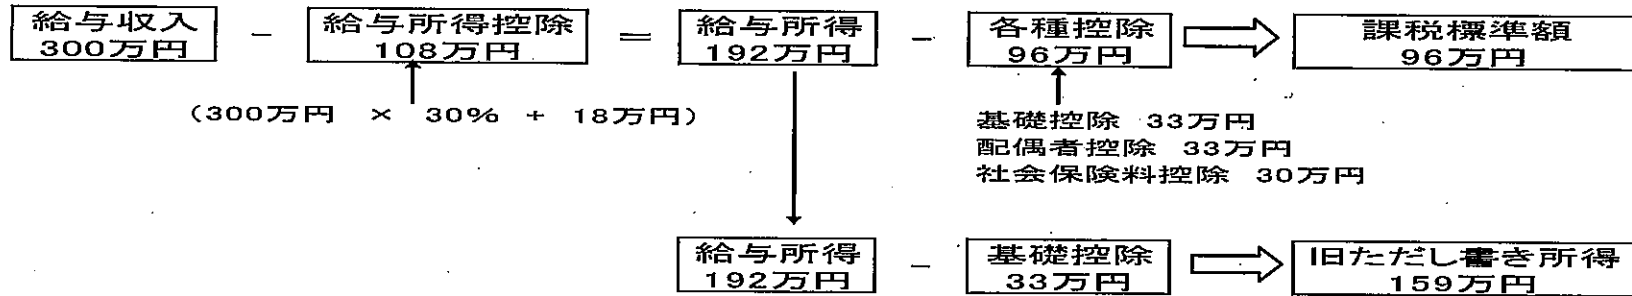 給与収入 － 給与所得控除 ＝ 給与所得 － 各種控除 課税標準額
300万円 108万円 192万円 96万円 96万円
（300万円 × 30% + 18万円）
基礎控除 33万円
配偶者控除 33万円
社会保険料控除 30万円
給与所得 － 基礎控除 旧ただし書き所得
192万円 33万円 159万円